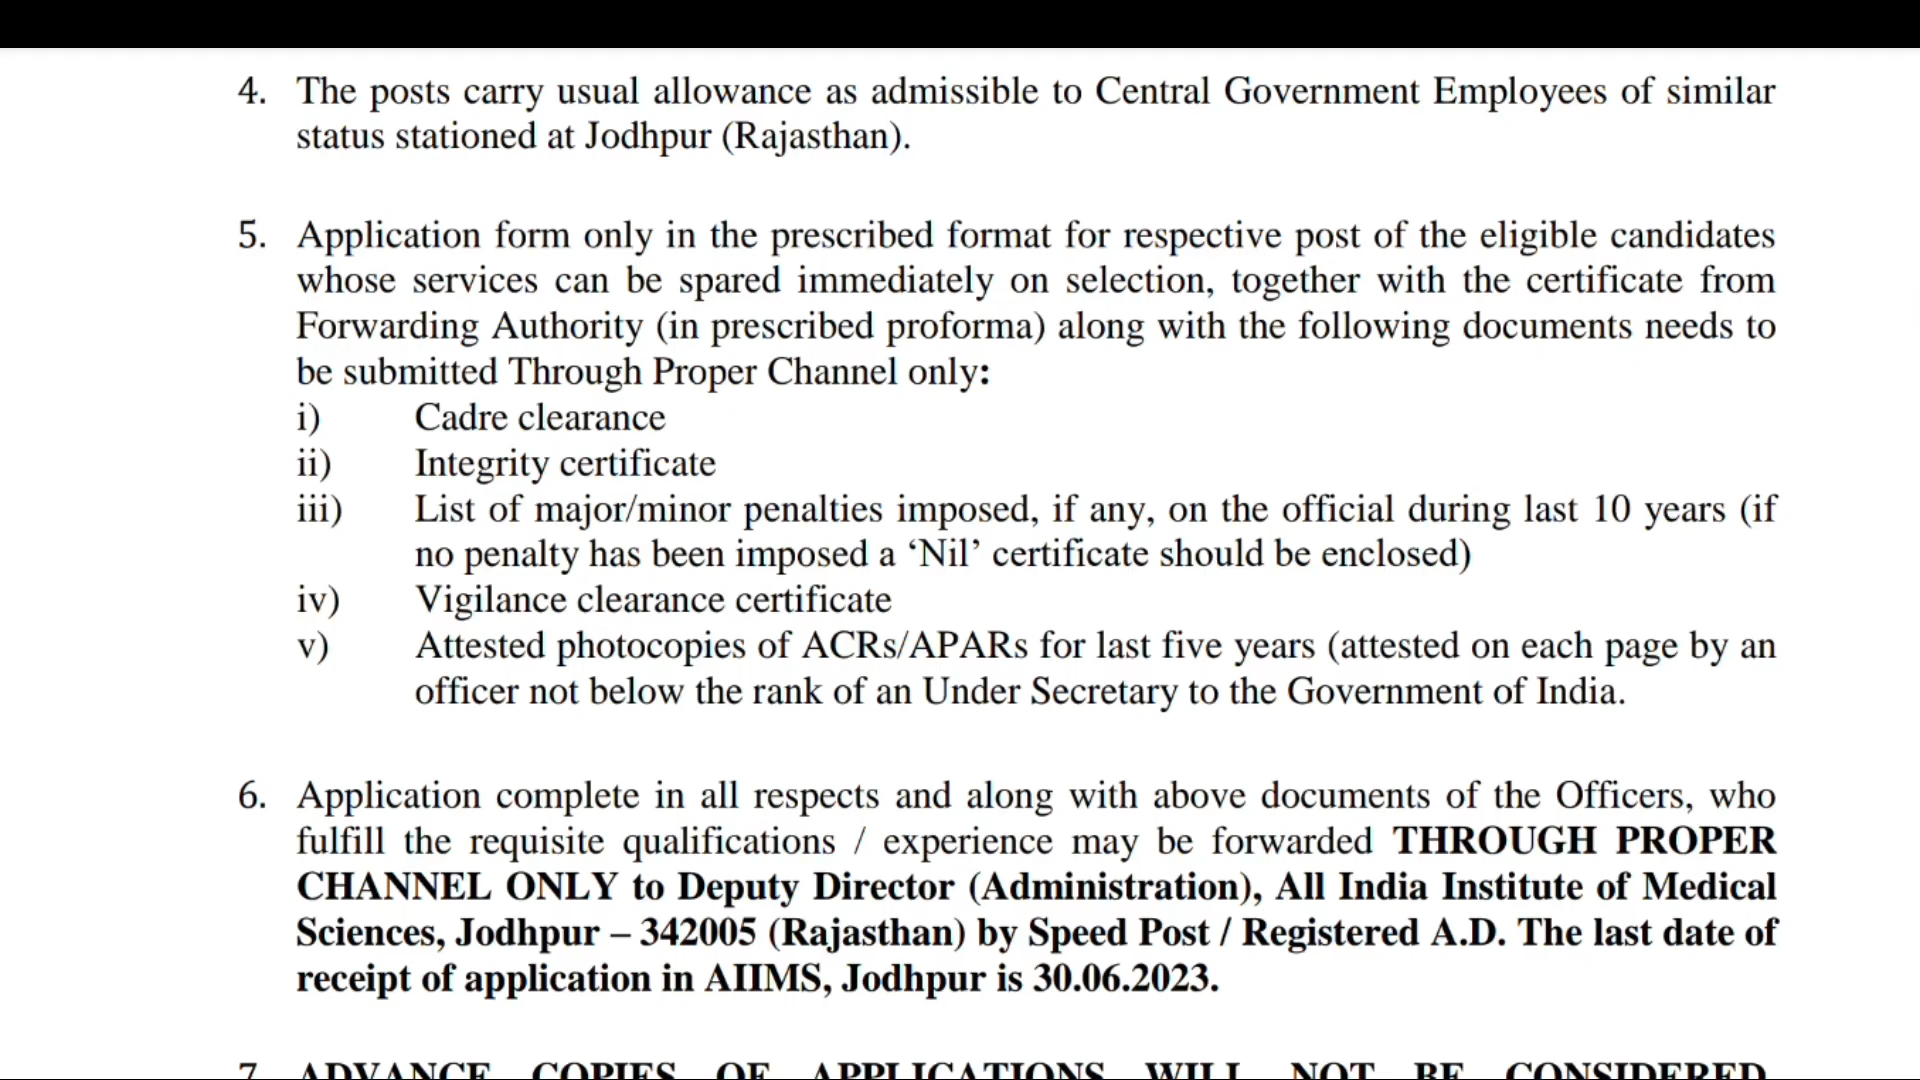 4. The posts carry usual allowance as admissible to Central Government Employees of similar
status stationed at Jodhpur (Rajasthan).
5. Application form only in the prescribed format for respective post of the eligible candidates
whose services can be spared immediately on selection, together with the certificate from
Forwarding Authority (in prescribed proforma) along with the following documents needs to
be submitted Through Proper Channel only:
i) Cadre clearance
ii) Integrity certificate
iii) List of major/minor penalties imposed, if any, on the official during last 10 years (if
no penalty has been imposed a ‘Nil’ certificate should be enclosed)
iv) Vigilance clearance certificate
v) Attested photocopies of ACRs/APARs for last five years (attested on each page by an
officer not below the rank of an Under Secretary to the Government of India.
6. Application complete in all respects and along with above documents of the Officers, who
fulfill the requisite qualifications / experience may be forwarded THROUGH PROPER
CHANNEL ONLY to Deputy Director (Administration), All India Institute of Medical
Sciences, Jodhpur – 342005 (Rajasthan) by Speed Post / Registered A.D. The last date of
receipt of application in AIIMS, Jodhpur is 30.06.2023.
7. ADVANCE COPIES OF APPLICATIONS WILL NOT BE CONSIDERED.